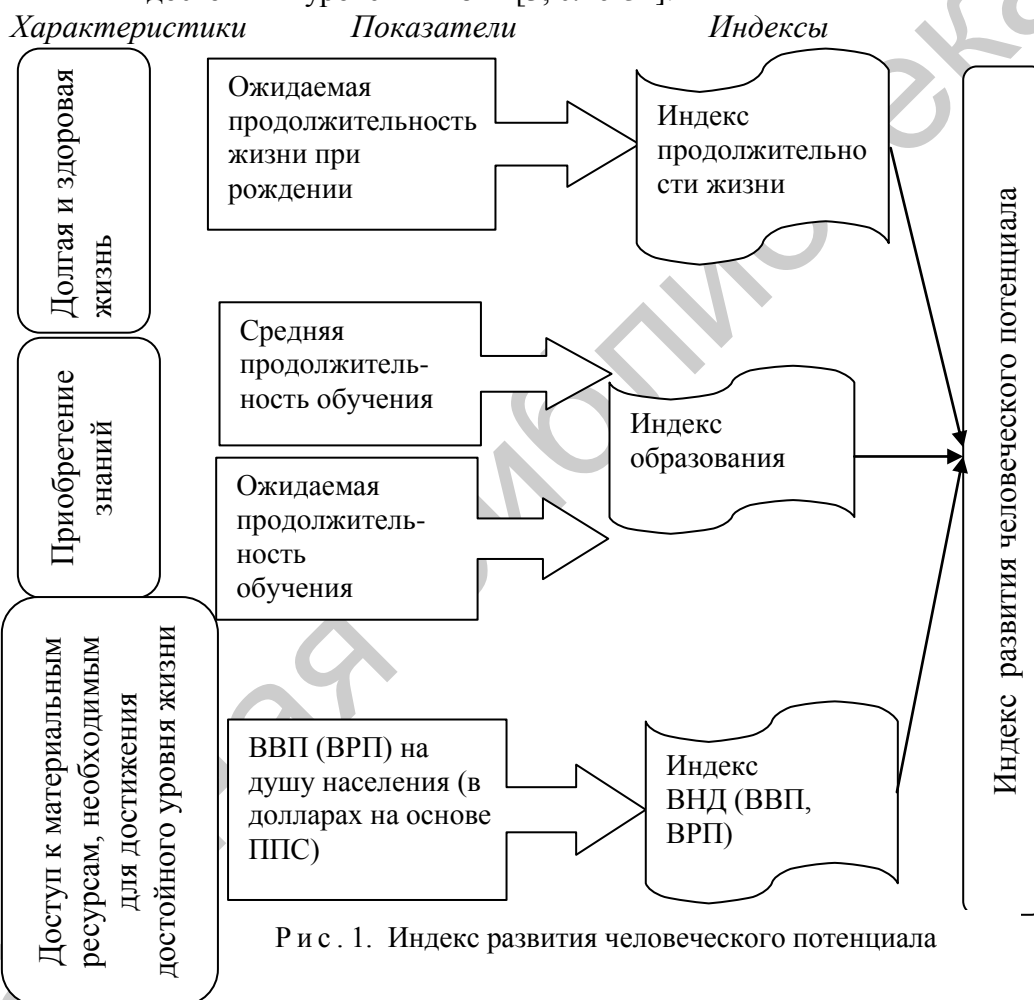 Характеристики Показатели Индексы
Долгая и здоровая
жизнь
Ожидаемая
продолжительность
жизни при
рождении
Индекс
продолжительно
сти жизни
Приобретение
знаний
Средняя
продолжитель-
ность обучения
Ожидаемая
продолжитель-
ность
обучения
Индекс
образования
Доступ к материальным
ресурсам, необходимым
для достижения
достойного уровня жизни
ВВП (ВРП) на
душу населения (в
долларах на основе
ППС)
Индекс
ВНД (ВВП,
ВРП)
Индекс развития человеческого потенциала
Рис. 1. Индекс развития человеческого потенциала